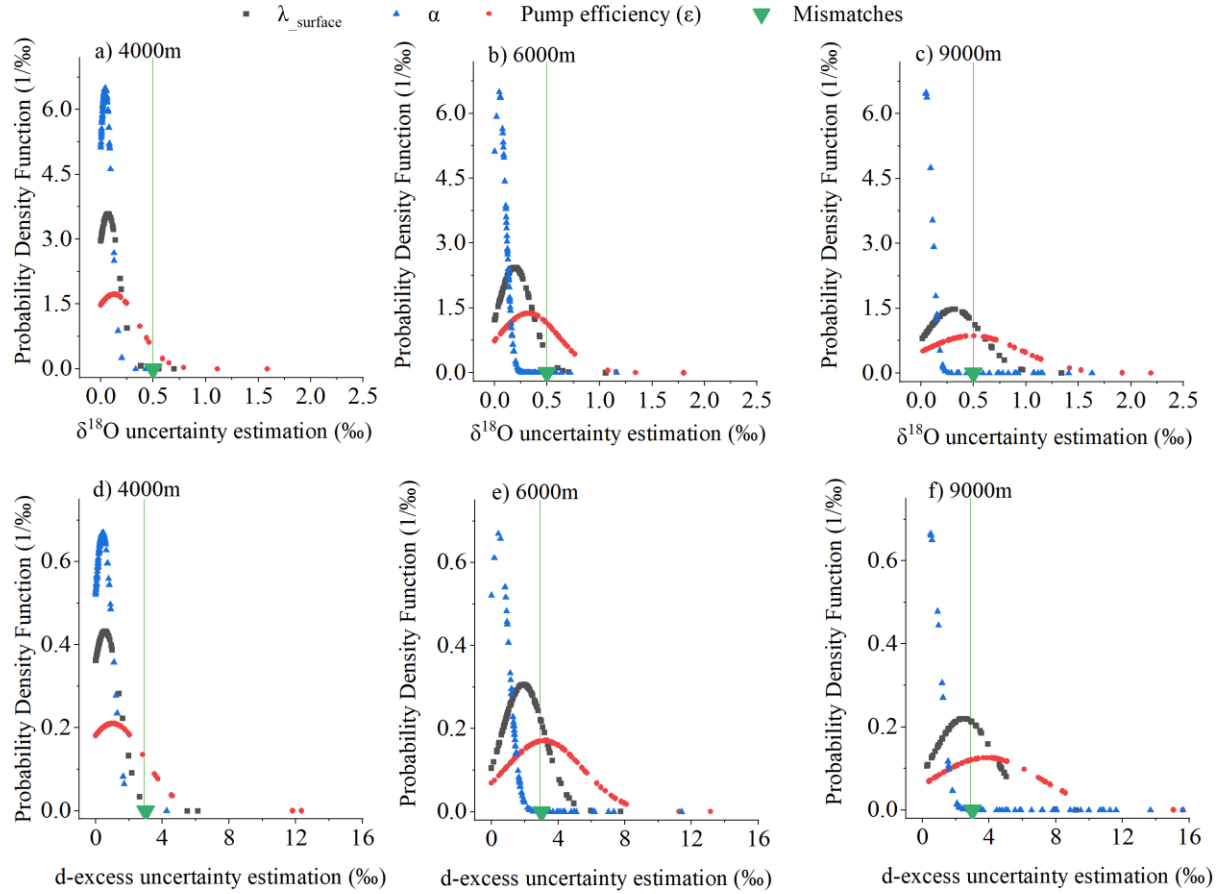 λ_surface α Pump efficiency (ε) Mismatches
a) 4000m b) 6000m c) 9000m
Probability Density Function (1/‰) Probability Density Function (1/‰) Probability Density Function (1/‰)
6.0 6.0 6.0
4.5 4.5 4.5
3.0 3.0 3.0
1.5 1.5 1.5
0.0 0.0 0.0
0.0 0.5 1.0 1.5 2.0 2.5 0.0 0.5 1.0 1.5 2.0 2.5 0.0 0.5 1.0 1.5 2.0 2.5
δ¹⁸O uncertainty estimation (‰) δ¹⁸O uncertainty estimation (‰) δ¹⁸O uncertainty estimation (‰)
d) 4000m e) 6000m f) 9000m
Probability Density Function (1/‰) Probability Density Function (1/‰) Probability Density Function (1/‰)
0.6 0.6 0.6
0.4 0.4 0.4
0.2 0.2 0.2
0.0 0.0 0.0
0 4 8 12 16 0 4 8 12 16 0 4 8 12 16
d-excess uncertainty estimation (‰) d-excess uncertainty estimation (‰) d-excess uncertainty estimation (‰)